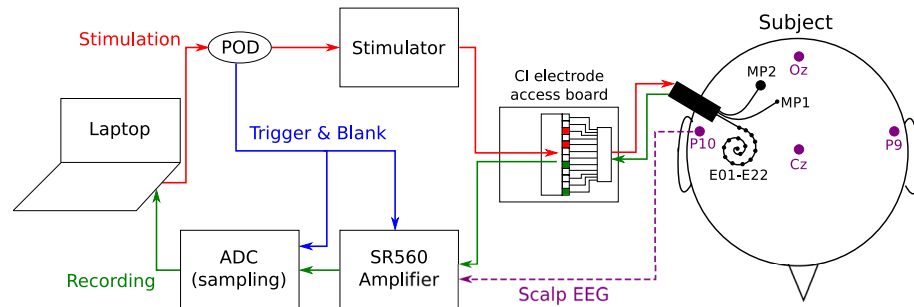 Stimulation
POD
Stimulator
Subject
CI electrode
access board
MP2
Oz
MP1
Laptop
Trigger & Blank
P10
P9
E01-E22
Cz
ADC
(sampling)
SR560
Amplifier
Recording
Scalp EEG